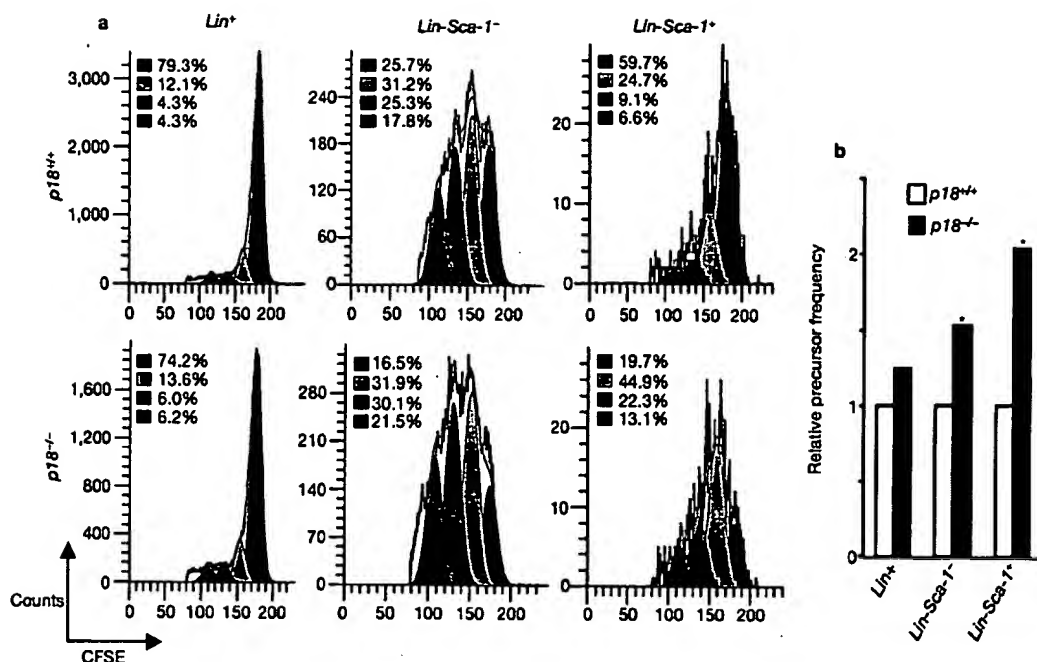 a
Lin+
Lin-Sca-1-
Lin-Sca-1+
p18+/+
3,000
2,000
1,000
0
79.3%
12.1%
4.3%
4.3%
0 50 100 150 200
240
180
120
60
0
25.7%
31.2%
25.3%
17.8%
0 50 100 150 200
20
10
0
59.7%
24.7%
9.1%
6.6%
0 50 100 150 200
p18-/-
1,600
1,200
800
400
0
74.2%
13.6%
6.0%
6.2%
0 50 100 150 200
280
210
140
70
0
16.5%
31.9%
30.1%
21.5%
0 50 100 150 200
20
10
0
19.7%
44.9%
22.3%
13.1%
0 50 100 150 200
Counts
CFSE
b
p18+/+
p18-/-
Relative precursor frequency
2
1
0
*
*
Lin+
Lin-Sca-1-
Lin-Sca-1+